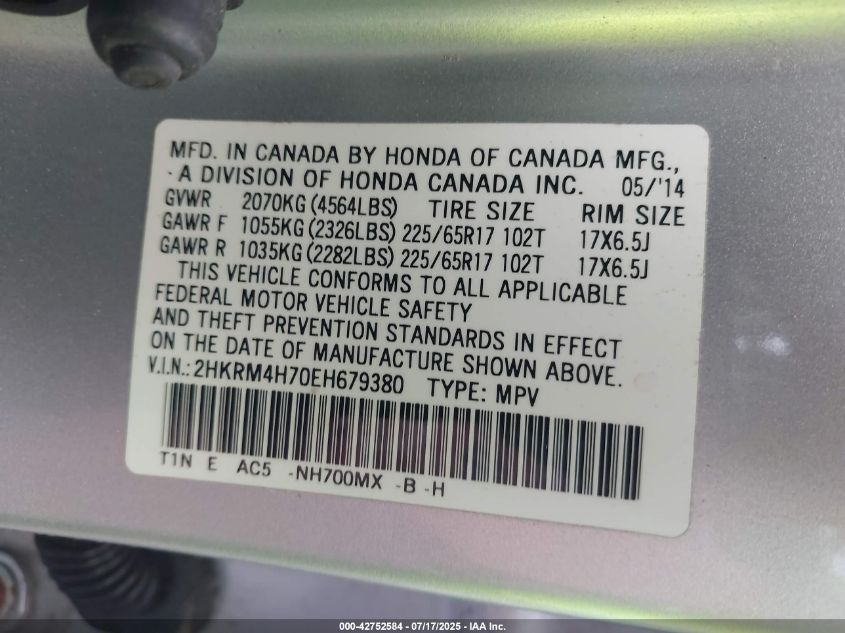 MFD. IN CANADA BY HONDA OF CANADA MFG.,
A DIVISION OF HONDA CANADA INC. 05/'14
GVWR 2070KG (4564LBS) TIRE SIZE RIM SIZE
GAWR F 1055KG (2326LBS) 225/65R17 102T 17X6.5J
GAWR R 1035KG (2282LBS) 225/65R17 102T 17X6.5J
THIS VEHICLE CONFORMS TO ALL APPLICABLE
FEDERAL MOTOR VEHICLE SAFETY
AND THEFT PREVENTION STANDARDS IN EFFECT
ON THE DATE OF MANUFACTURE SHOWN ABOVE.
V.I.N.: 2HKRM4H70EH679380 TYPE: MPV
T1N E AC5 -NH700MX -B -H
000-42752584 - 07/17/2025 - IAA Inc.